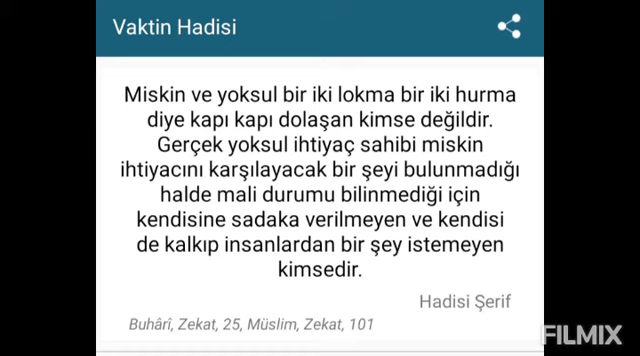 Vaktin Hadisi
Miskin ve yoksul bir iki lokma bir iki hurma
diye kapı kapı dolaşan kimse değildir.
Gerçek yoksul ihtiyaç sahibi miskin
ihtiyacını karşılayacak bir şeyi bulunmadığı
halde mali durumu bilinmediği için
kendisine sadaka verilmeyen ve kendisi
de kalkıp insanlardan bir şey istemeyen
kimsedir.
Hadisi Şerif
Buhârî, Zekat, 25, Müslim, Zekat, 101
FILMIX